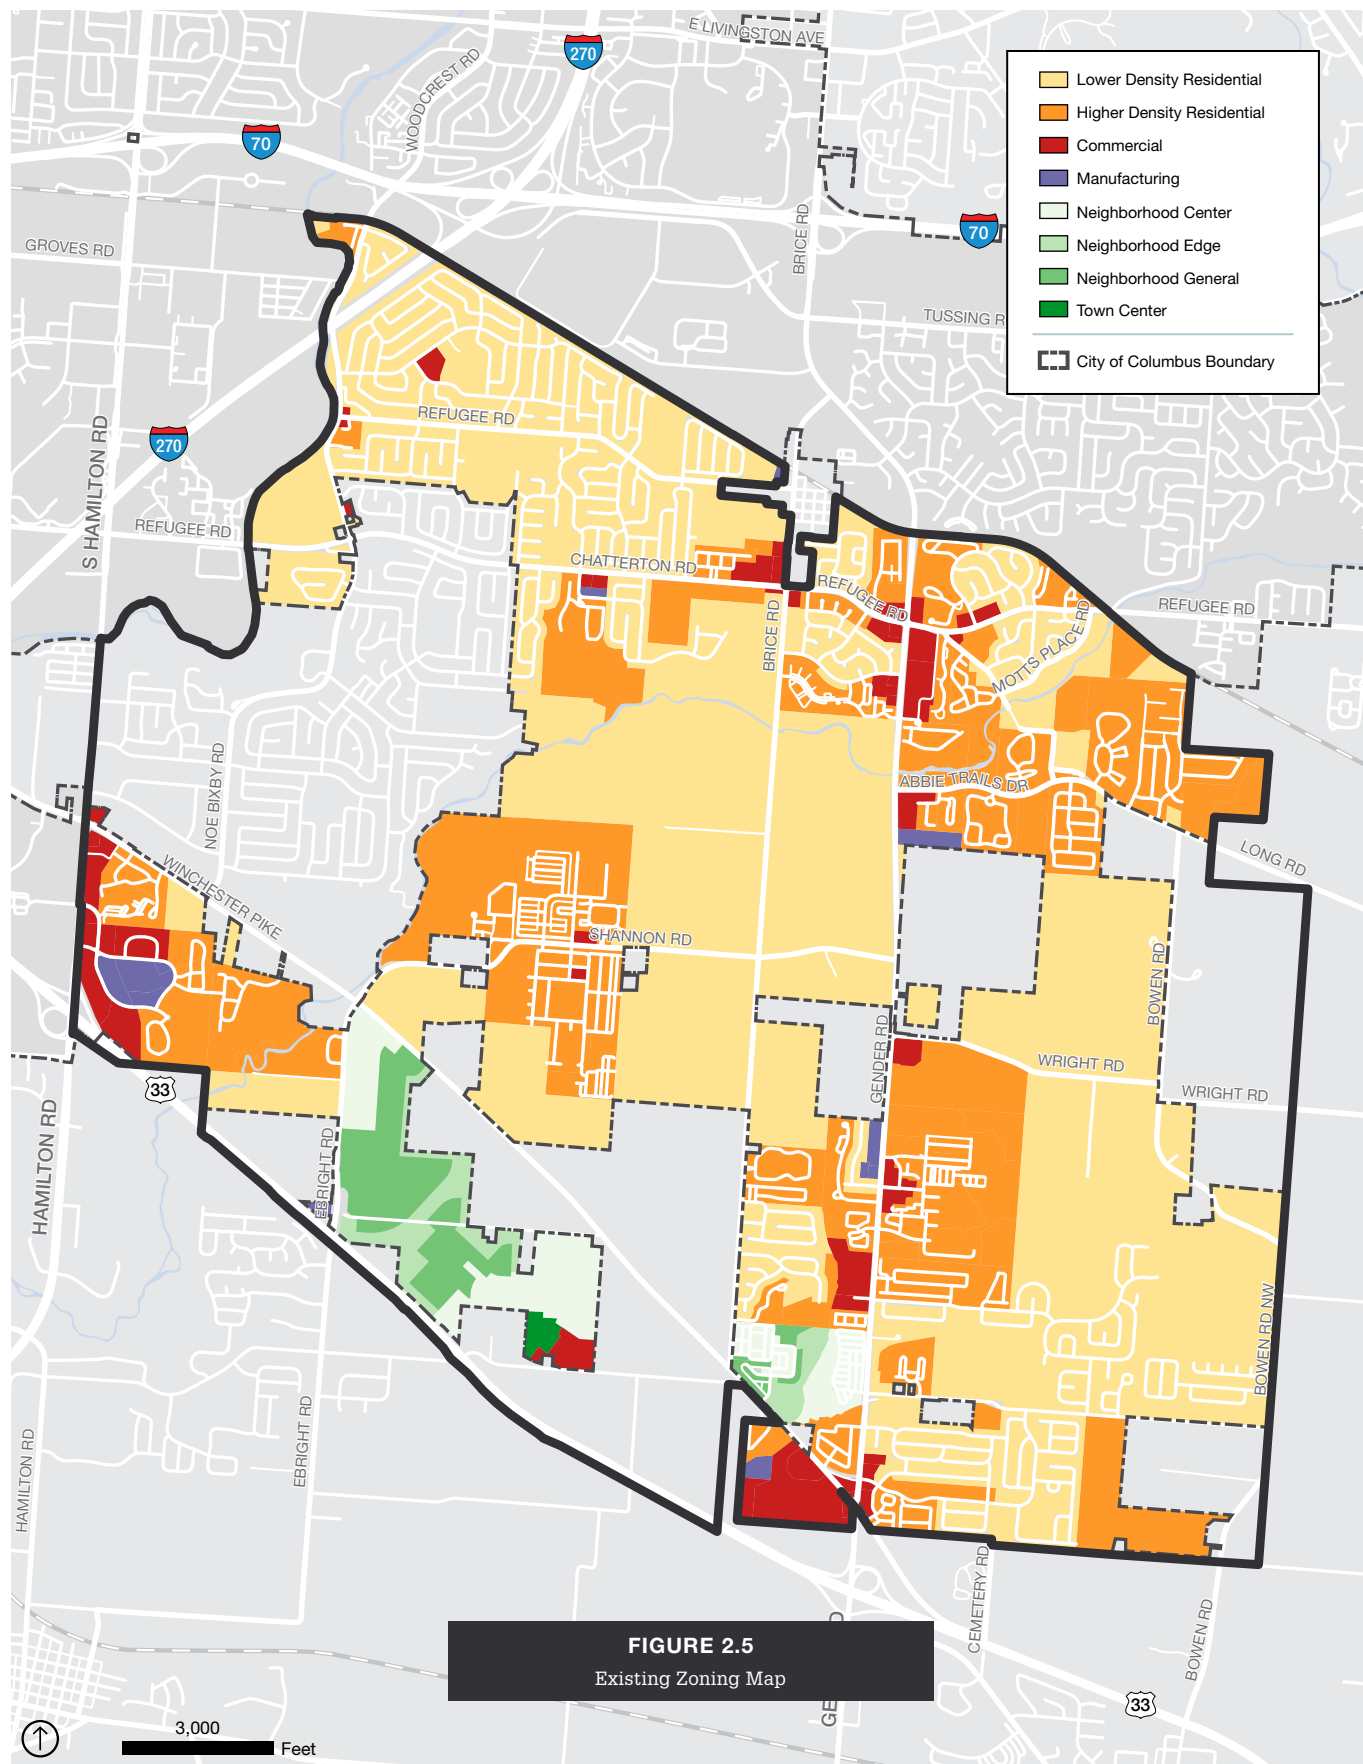 E LIVINGSTON AVE
270
WOODCREST RD
70
BRICE RD
70
GROVES RD
TUSSING R
Lower Density Residential
Higher Density Residential
Commercial
Manufacturing
Neighborhood Center
Neighborhood Edge
Neighborhood General
Town Center
City of Columbus Boundary
REFUGEE RD
270
S HAMILTON RD
REFUGEE RD
CHATTERTON RD
REFUGEE RD
REFUGEE RD
BRICE RD
MOTTS PLACE RD
NOE BIXBY RD
ABBIE TRAILS DR
LONG RD
WINCHESTER PIKE
SHANNON RD
BOWEN RD
GENDER RD
WRIGHT RD
WRIGHT RD
33
HAMILTON RD
EBRIGHT RD
BOWEN RD NW
EBRIGHT RD
HAMILTON RD
CEMETERY RD
BOWEN RD
GE
D
33
FIGURE 2.5
Existing Zoning Map
3,000
Feet